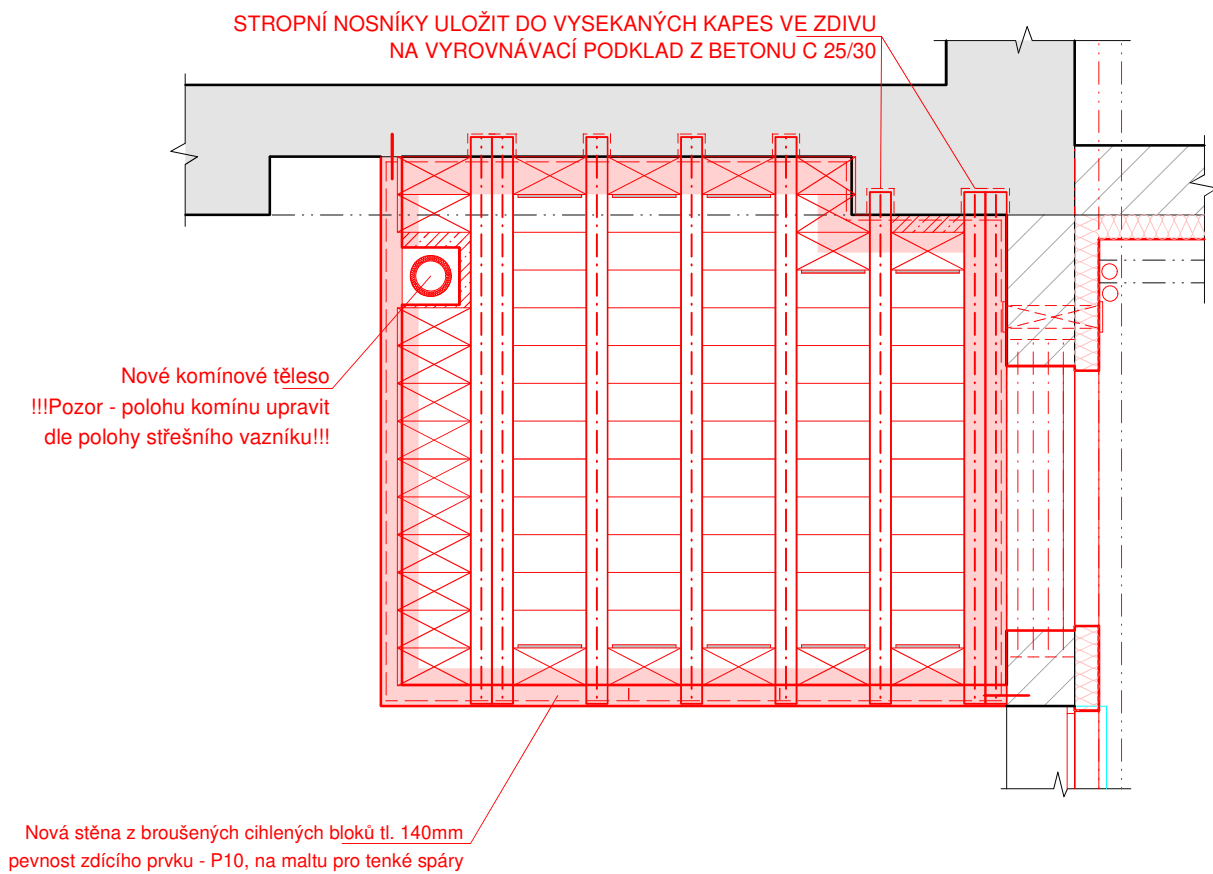 STROPNÍ NOSNÍKY ULOŽIT DO VYSEKANÝCH KAPES VE ZDIVU
NA VYROVNÁVACÍ PODKLAD Z BETONU C 25/30
Nové komínové těleso
!!!Pozor - polohu komínu upravit
dle polohy střešního vazníku!!!
Nová stěna z broušených cihlených bloků tl. 140mm
pevnost zdícího prvku - P10, na maltu pro tenké spáry